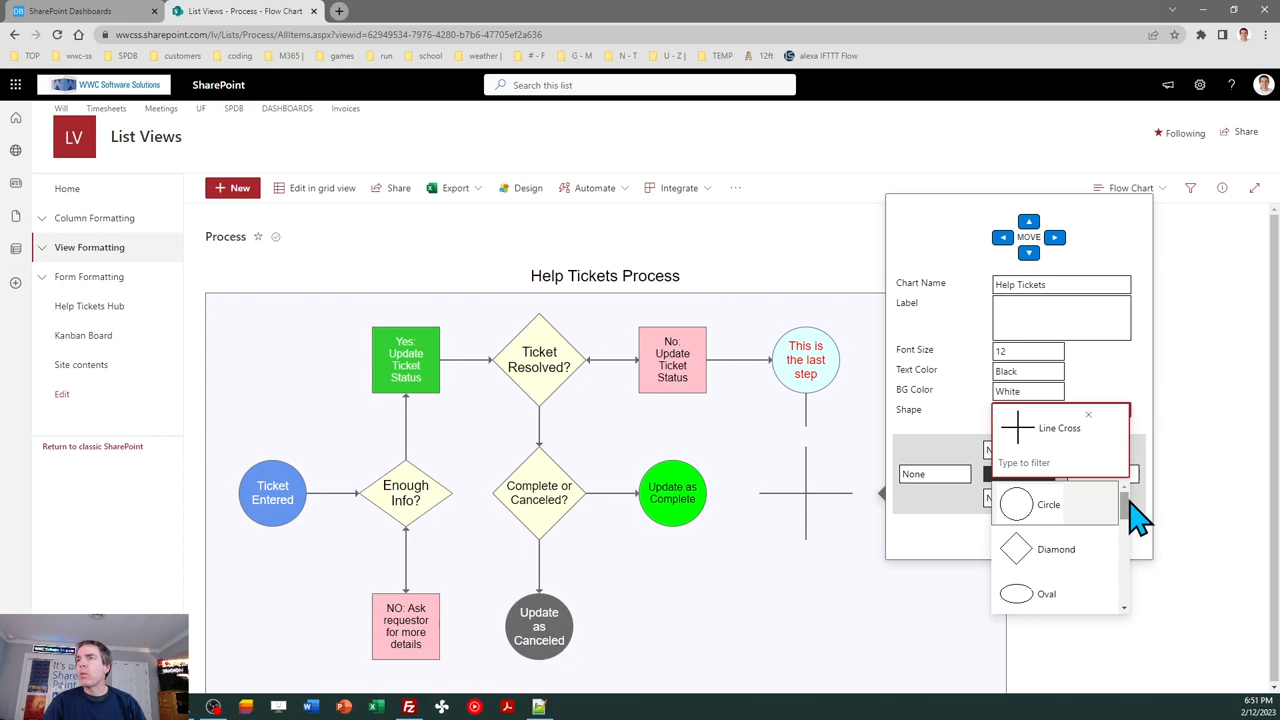 SharePoint Dashboards
List Views - Process - Flow Chart
wwcss.sharepoint.com/lv/Lists/Process/AllItems.aspx?viewid=62949534-7976-4280-b7b6-47705ef2a636
TOP
wwc-ss
SPDB
customers
coding
M365 |
games
run
school
weather |
# - F
G - M
N - T
U - Z |
TEMP
12ft
alexa IFTTT Flow
WWC Software Solutions
SharePoint
Search this list
Will
Timesheets
Meetings
UF
SPDB
DASHBOARDS
Invoices
LV
List Views
Following
Share
Home
Column Formatting
View Formatting
Form Formatting
Help Tickets Hub
Kanban Board
Site contents
Edit
Return to classic SharePoint
New
Edit in grid view
Share
Export
Design
Automate
Integrate
Flow Chart
Process
Help Tickets Process
Yes:
Update
Ticket
Status
Ticket
Resolved?
No:
Update
Ticket
Status
This is
the last
step
Ticket
Entered
Enough
Info?
Complete or
Canceled?
Update as
Complete
NO: Ask
requestor
for more
details
Update
as
Canceled
MOVE
Chart Name
Help Tickets
Label
Font Size
12
Text Color
Black
BG Color
White
Shape
Line Cross
Type to filter
None
Circle
Diamond
Oval
It's o
SharePoint
6:51 PM
2/12/2023